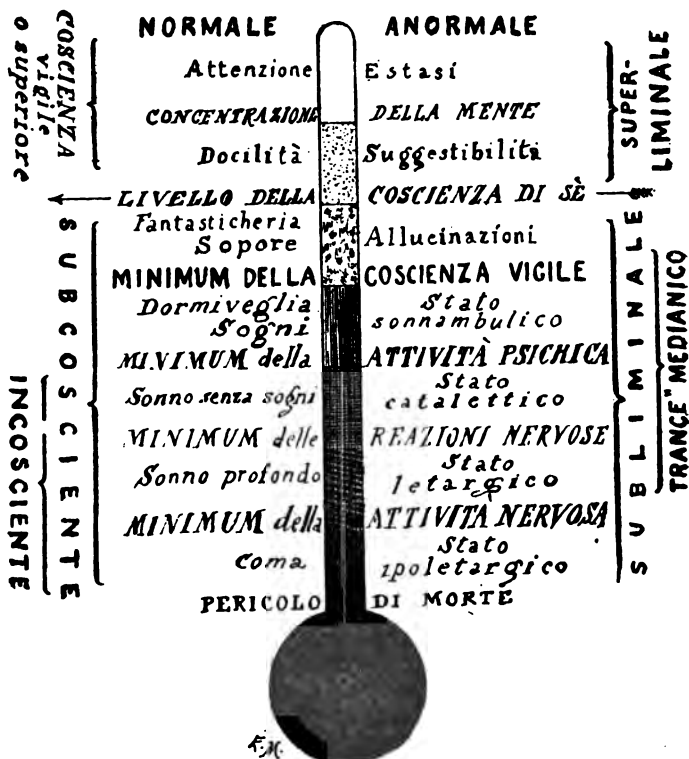 NORMALE ANORMALE
COSCIENZA
vigile
o superiore
Attenzione Estasi
CONCENTRAZIONE DELLA MENTE
Docilità Suggestibilità
SUPER-
LIMINALE
LIVELLO DELLA COSCIENZA DI SÈ
Fantasticheria
Sopore Allucinazioni
MINIMUM DELLA COSCIENZA VIGILE
Dormiveglia Stato
Sogni sonnambulico
MINIMUM della ATTIVITÀ PSICHICA
Sonno senza sogni Stato
catalettico
MINIMUM delle REAZIONI NERVOSE
Sonno profondo Stato
letargico
MINIMUM della ATTIVITA NERVOSA
Coma Stato
ipoletargico
PERICOLO DI MORTE
SUBCOSCIENTE
INCOSCIENTE
SUBLIMINALE
TRANCE" MEDIANICO
F.M.